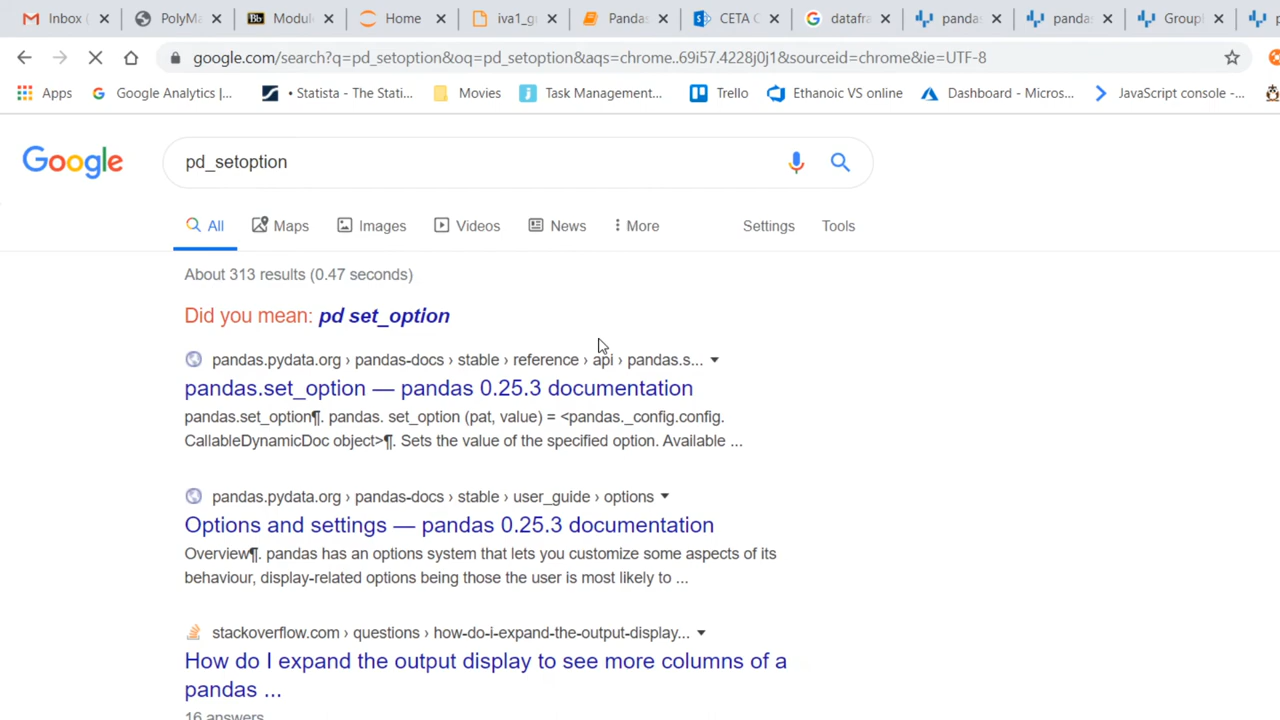 Inbox (
PolyMa
Modul
Home
iva1_gr
Pandas
CETA C
datafra
pandas
pandas
Group
google.com/search?q=pd_setoption&oq=pd_setoption&aqs=chrome..69i57.4228j0j1&sourceid=chrome&ie=UTF-8
Apps
Google Analytics |...
• Statista - The Stati...
Movies
Task Management...
Trello
Ethanoic VS online
Dashboard - Micros...
JavaScript console -...
Google
pd_setoption
All
Maps
Images
Videos
News
More
Settings
Tools
About 313 results (0.47 seconds)
Did you mean: pd set_option
pandas.pydata.org › pandas-docs › stable › reference › api › pandas.s...
pandas.set_option — pandas 0.25.3 documentation
pandas.set_option¶. pandas. set_option (pat, value) = <pandas._config.config.
CallableDynamicDoc object>¶. Sets the value of the specified option. Available ...
pandas.pydata.org › pandas-docs › stable › user_guide › options
Options and settings — pandas 0.25.3 documentation
Overview¶. pandas has an options system that lets you customize some aspects of its
behaviour, display-related options being those the user is most likely to ...
stackoverflow.com › questions › how-do-i-expand-the-output-display...
How do I expand the output display to see more columns of a
pandas ...
16 answers